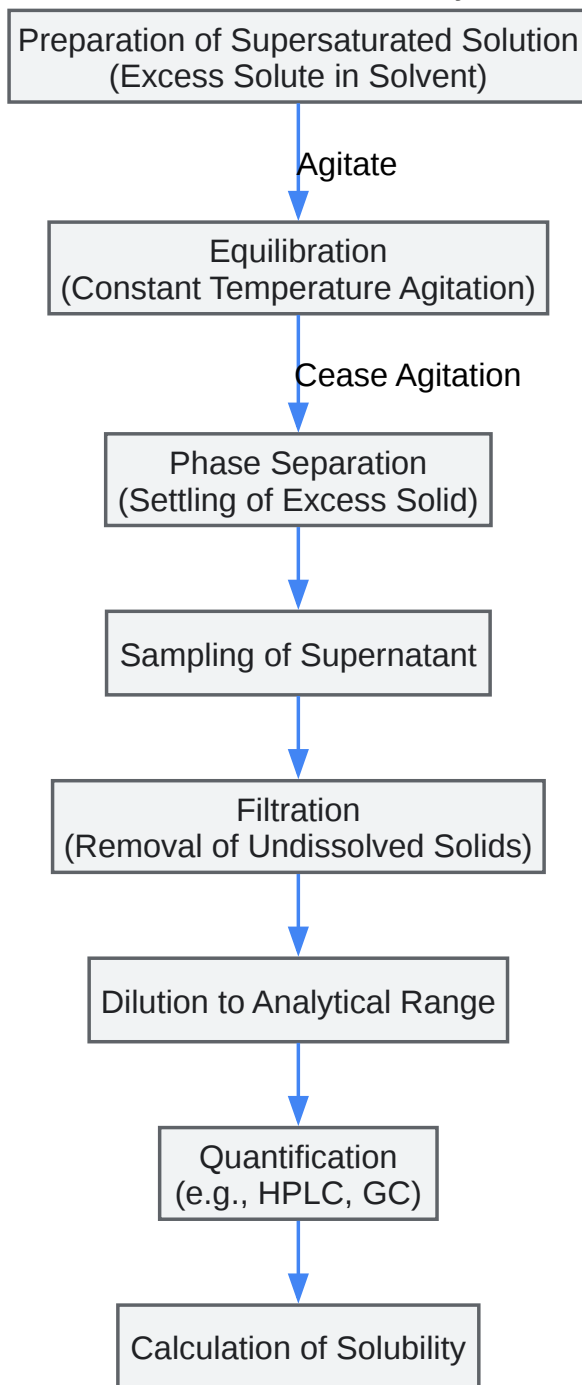 Preparation of Supersaturated Solution
(Excess Solute in Solvent)
Agitate
Equilibration
(Constant Temperature Agitation)
Cease Agitation
Phase Separation
(Settling of Excess Solid)
Sampling of Supernatant
Filtration
(Removal of Undissolved Solids)
Dilution to Analytical Range
Quantification
(e.g., HPLC, GC)
Calculation of Solubility